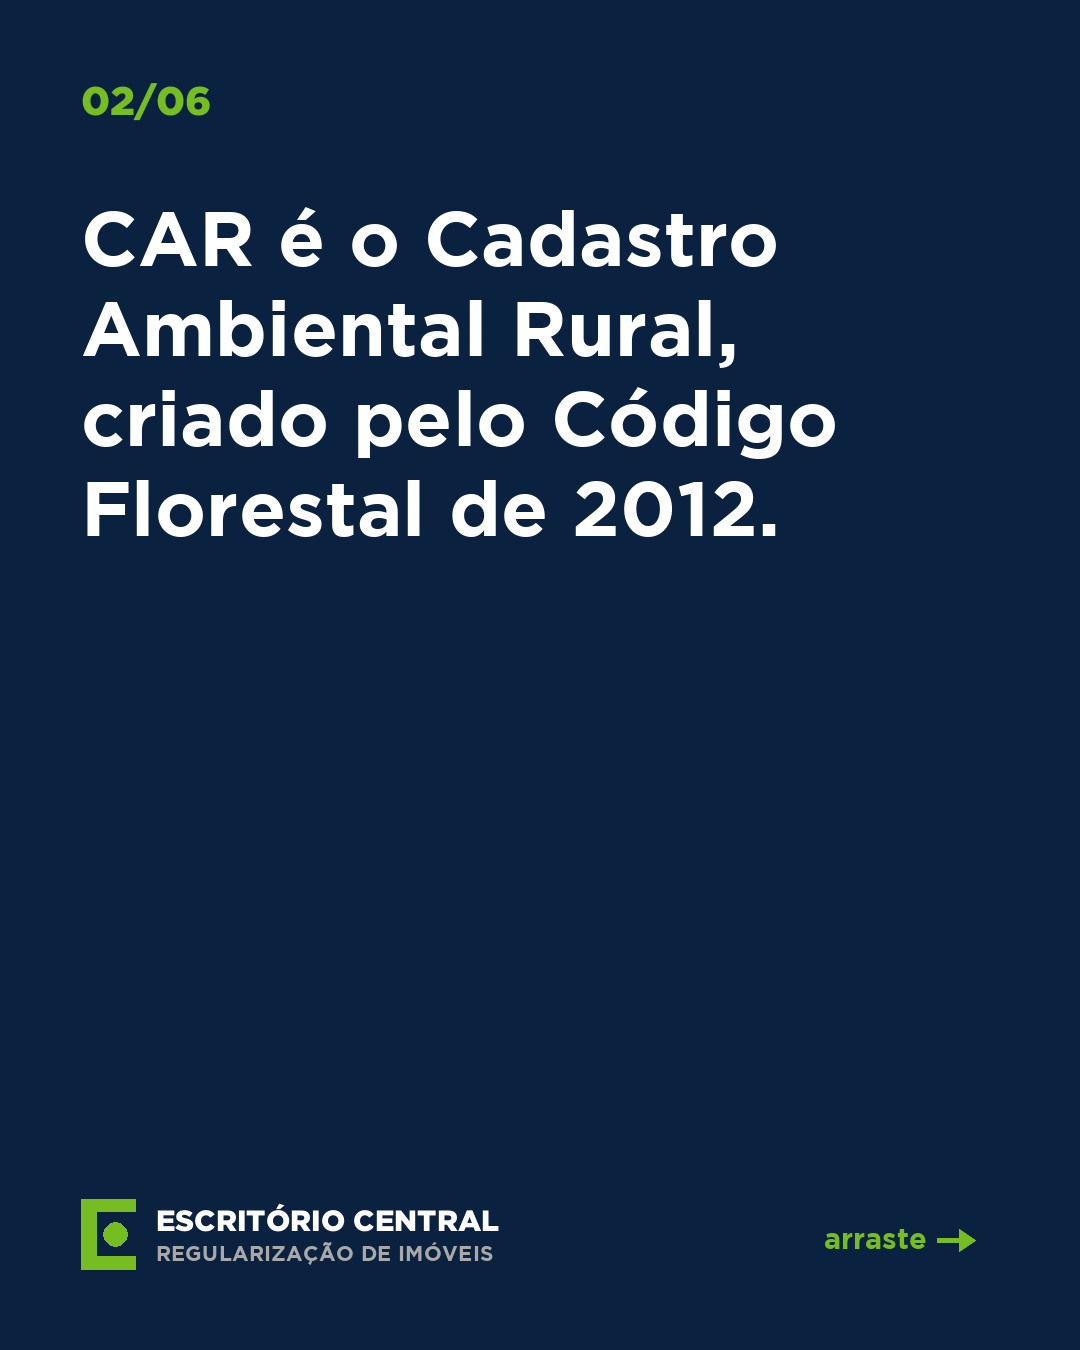 02/06
CAR é o Cadastro
Ambiental Rural,
criado pelo Código
Florestal de 2012.
ESCRITÓRIO CENTRAL
REGULARIZAÇÃO DE IMÓVEIS
arraste